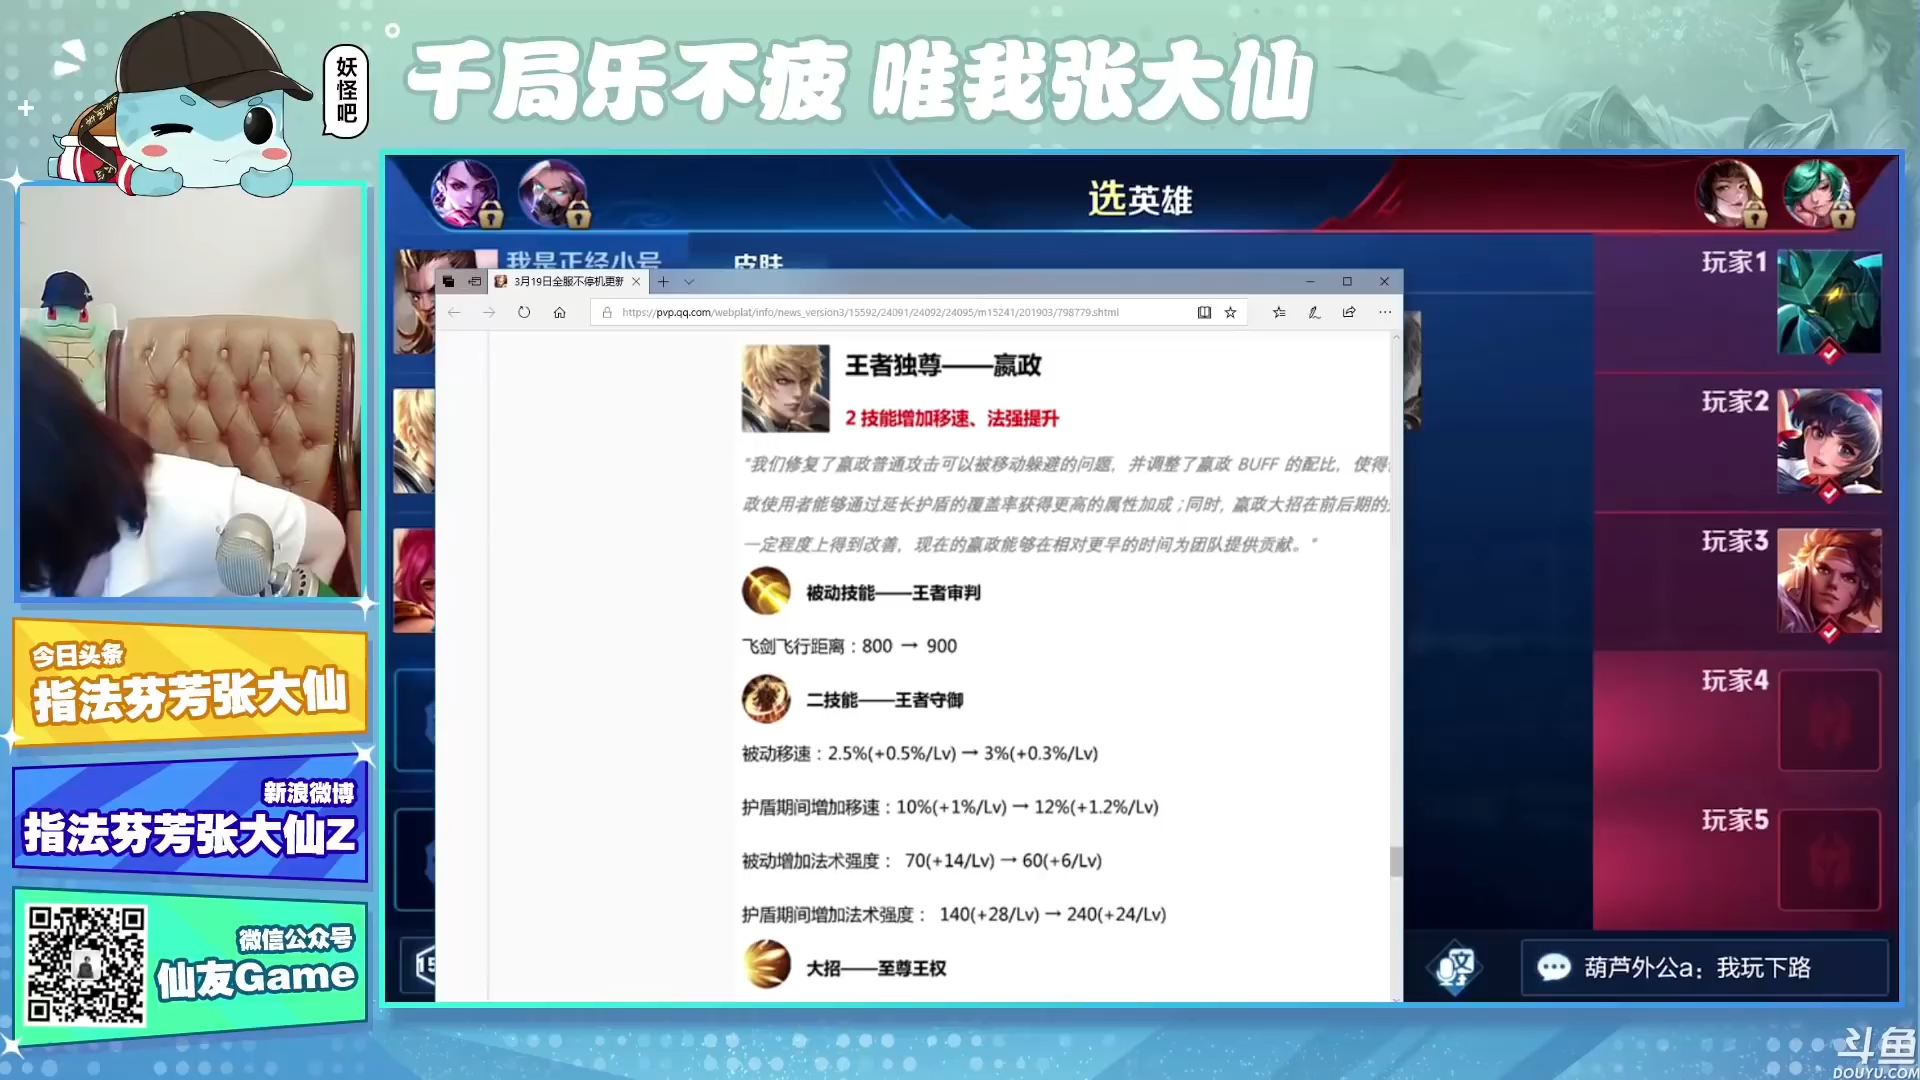 妖怪吧
千局乐不疲 唯我张大仙
选英雄
我是正经小号
皮肤
3月19日全服不停机更新
https://pvp.qq.com/webplat/info/news_version3/15592/24091/24092/24095/m15241/201903/798779.shtml
王者独尊——嬴政
2 技能增加移速、法强提升
"我们修复了嬴政普通攻击可以被移动躲避的问题，并调整了嬴政 BUFF 的配比，使得
政使用者能够通过延长护盾的覆盖率获得更高的属性加成；同时，嬴政大招在前后期的
一定程度上得到改善，现在的嬴政能够在相对更早的时间为团队提供贡献。"
被动技能——王者审判
飞剑飞行距离：800 → 900
二技能——王者守御
被动移速：2.5%(+0.5%/Lv) → 3%(+0.3%/Lv)
护盾期间增加移速：10%(+1%/Lv) → 12%(+1.2%/Lv)
被动增加法术强度： 70(+14/Lv) → 60(+6/Lv)
护盾期间增加法术强度： 140(+28/Lv) → 240(+24/Lv)
大招——至尊王权
玩家1
玩家2
玩家3
玩家4
玩家5
葫芦外公a：我玩下路
今日头条
指法芬芳张大仙
新浪微博
指法芬芳张大仙Z
微信公众号
仙友Game
斗鱼
DOUYU.COM